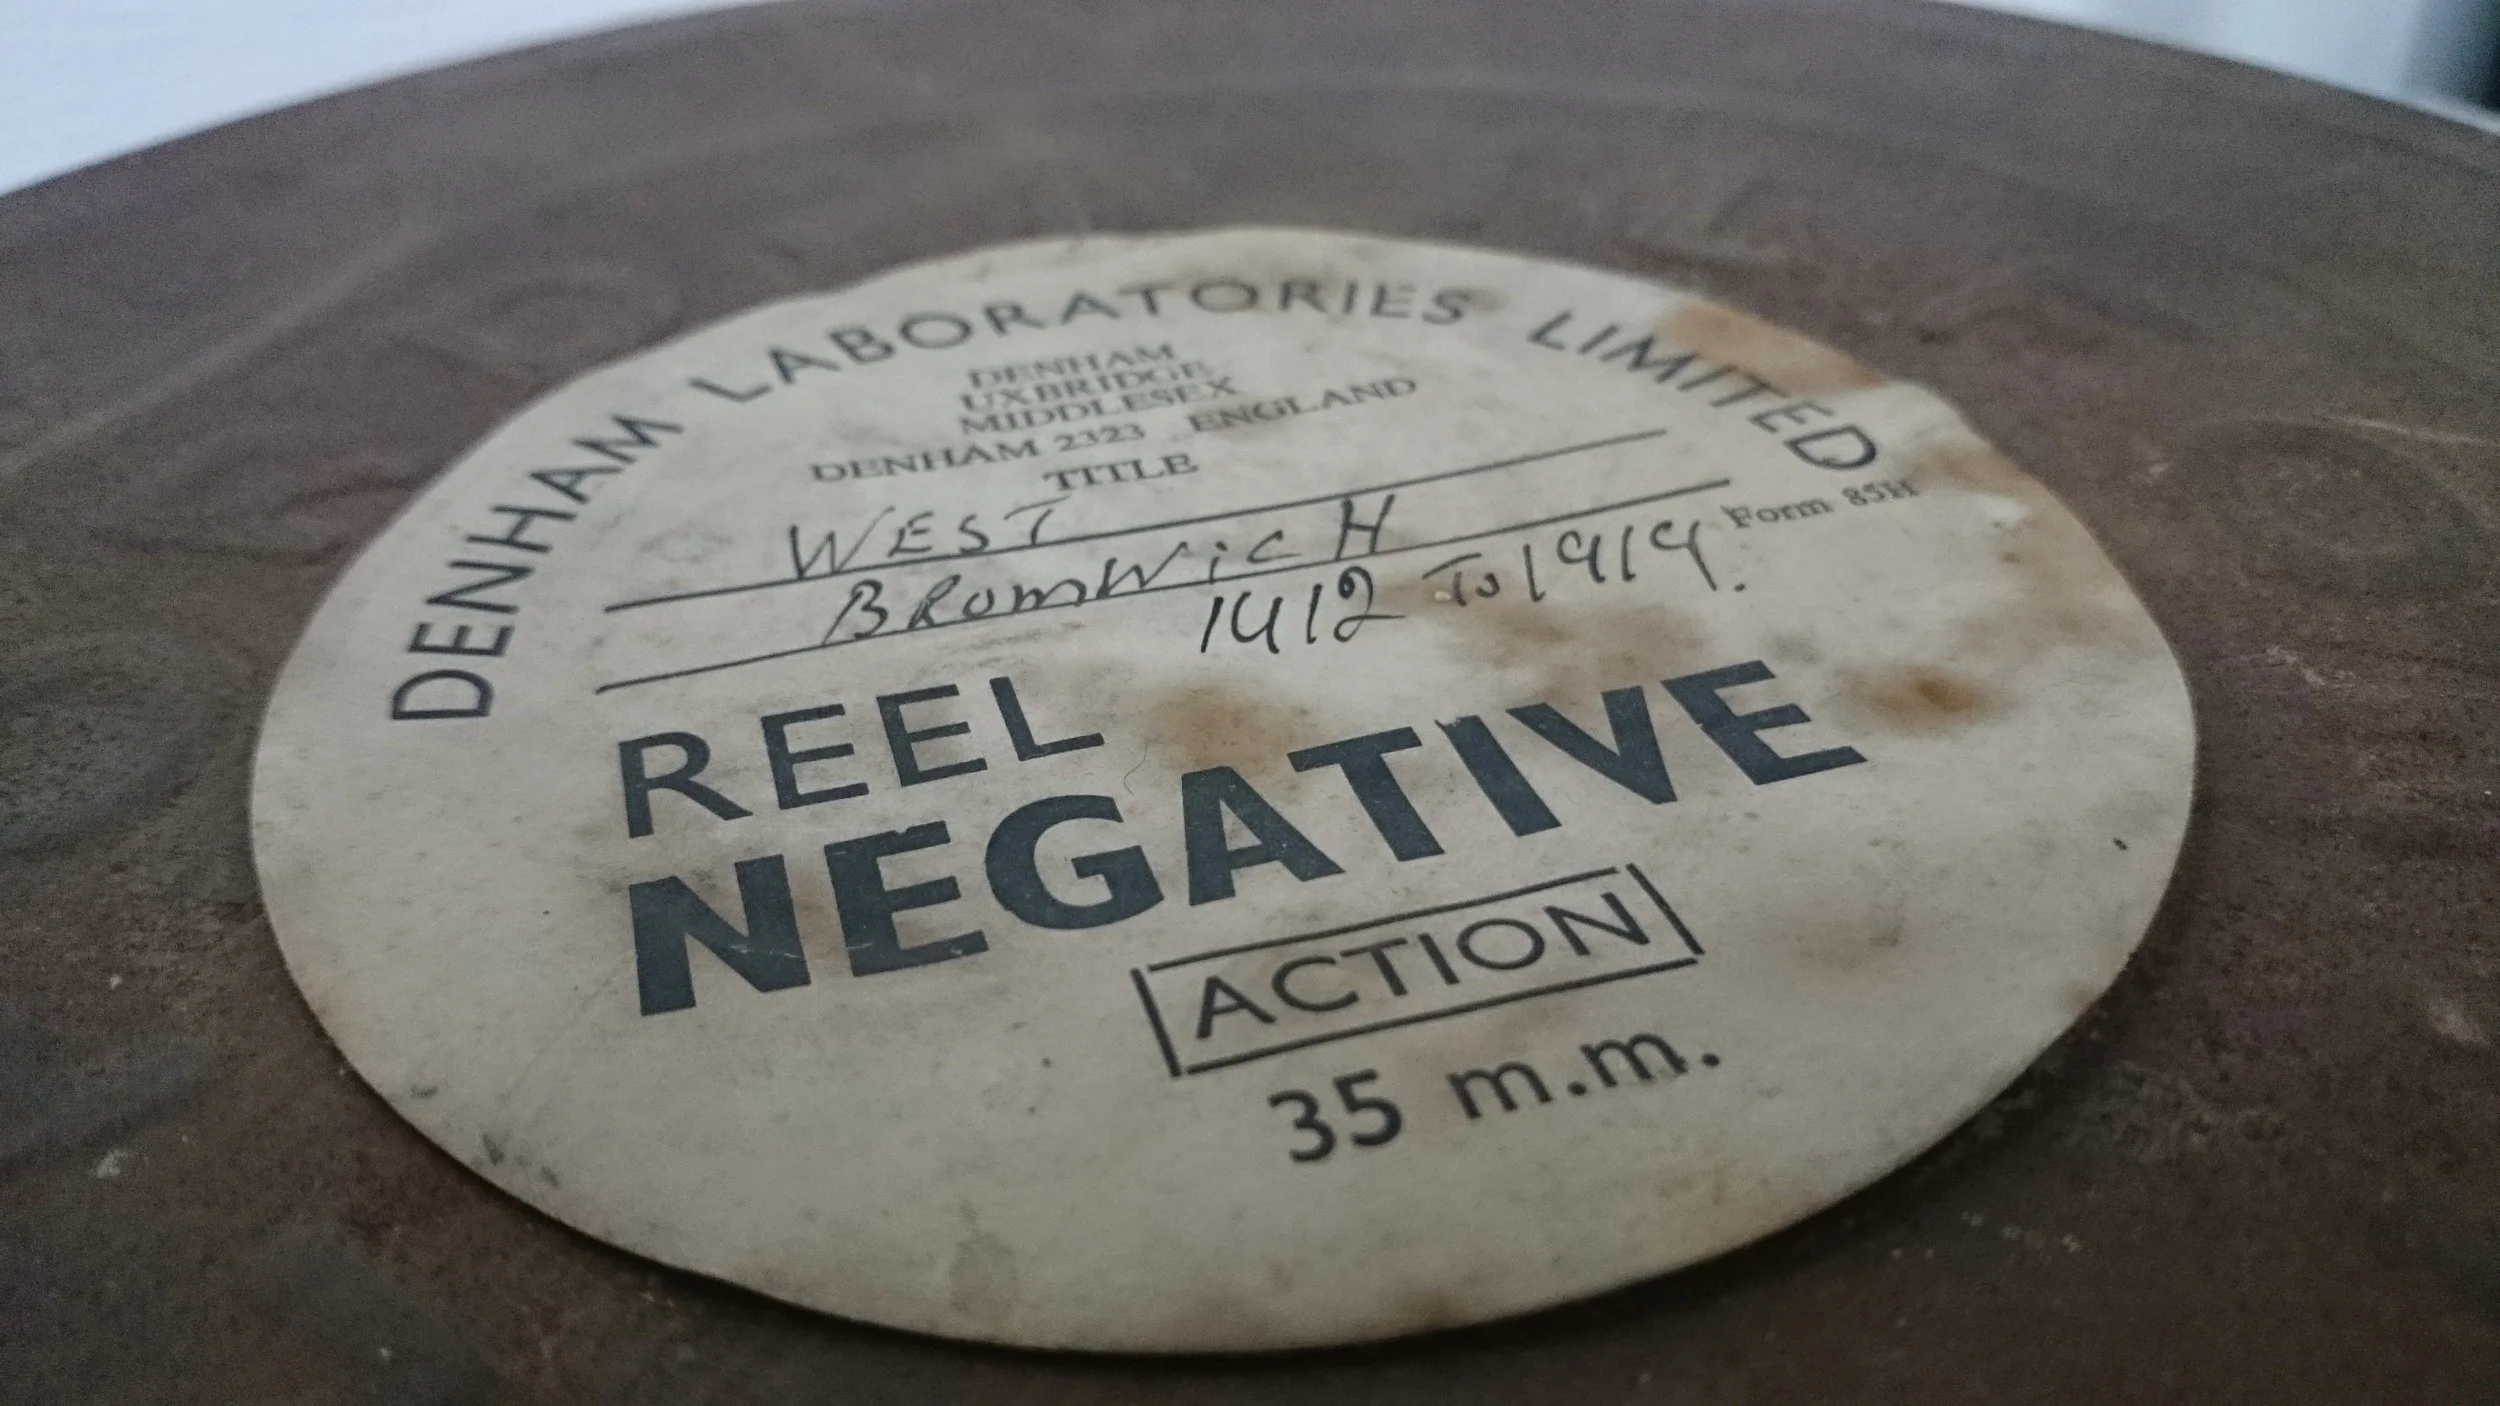 DENHAM LABORATORIES LIMITED
DENHAM
UXBRIDGE
MIDDLESEX
DENHAM 2323 ENGLAND
TITLE
WEST
BROMWICH
1912 To 1919.
Form 85H
REEL
NEGATIVE
ACTION
35 m.m.